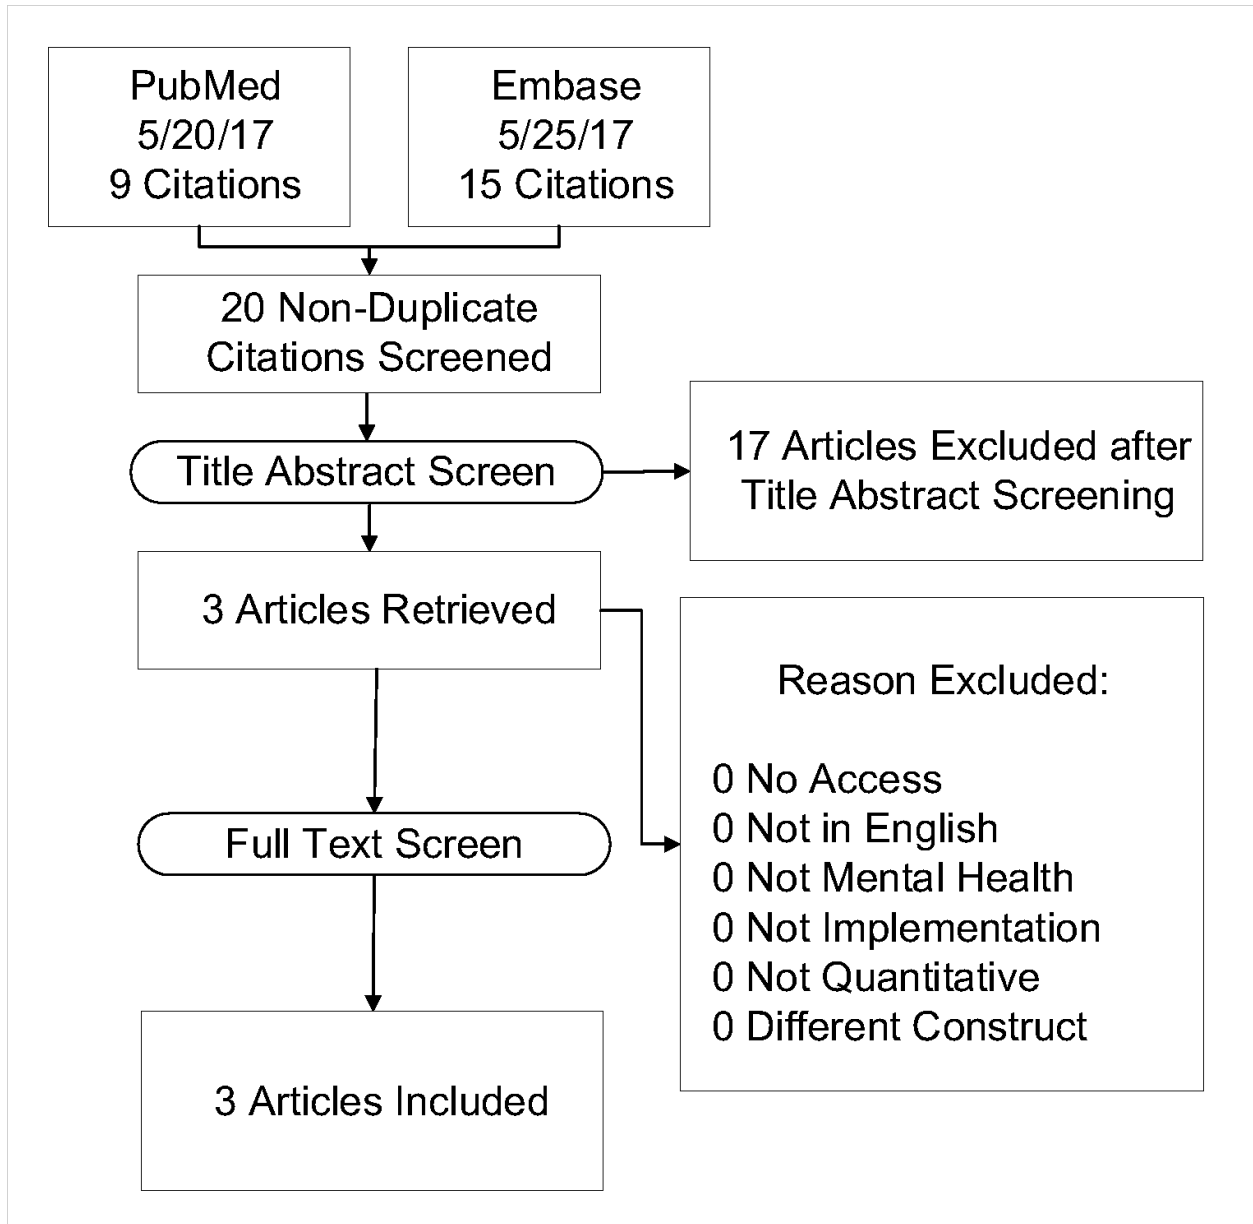 PubMed
5/20/17
9 Citations
Embase
5/25/17
15 Citations
20 Non-Duplicate
Citations Screened
Title Abstract Screen
17 Articles Excluded after
Title Abstract Screening
3 Articles Retrieved
Reason Excluded:
0 No Access
0 Not in English
0 Not Mental Health
0 Not Implementation
0 Not Quantitative
0 Different Construct
Full Text Screen
3 Articles Included